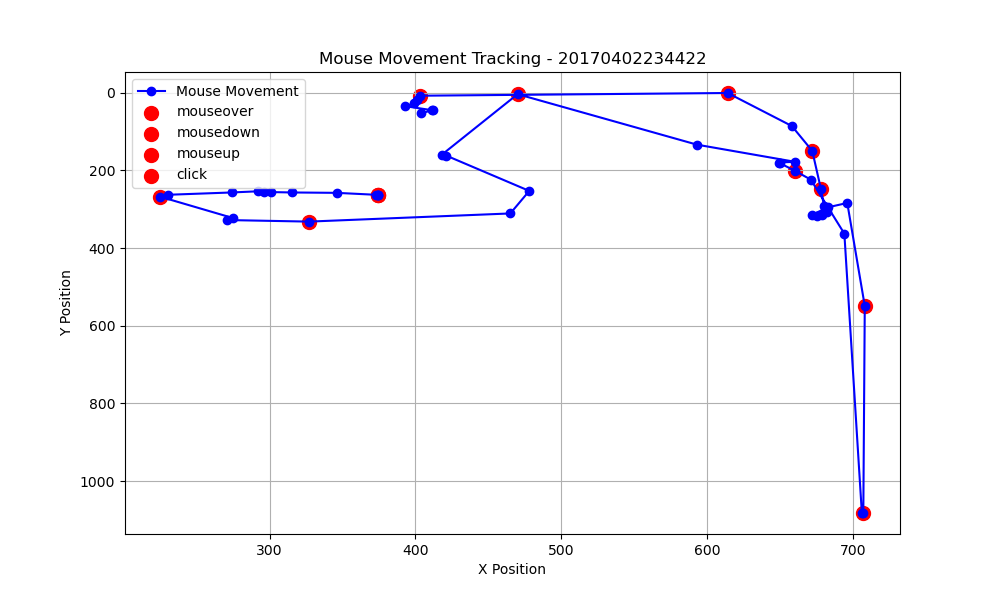 Mouse Movement Tracking - 20170402234422
Mouse Movement
mouseover
mousedown
mouseup
click
0
200
400
600
800
1000
Y Position
300
400
500
600
700
X Position